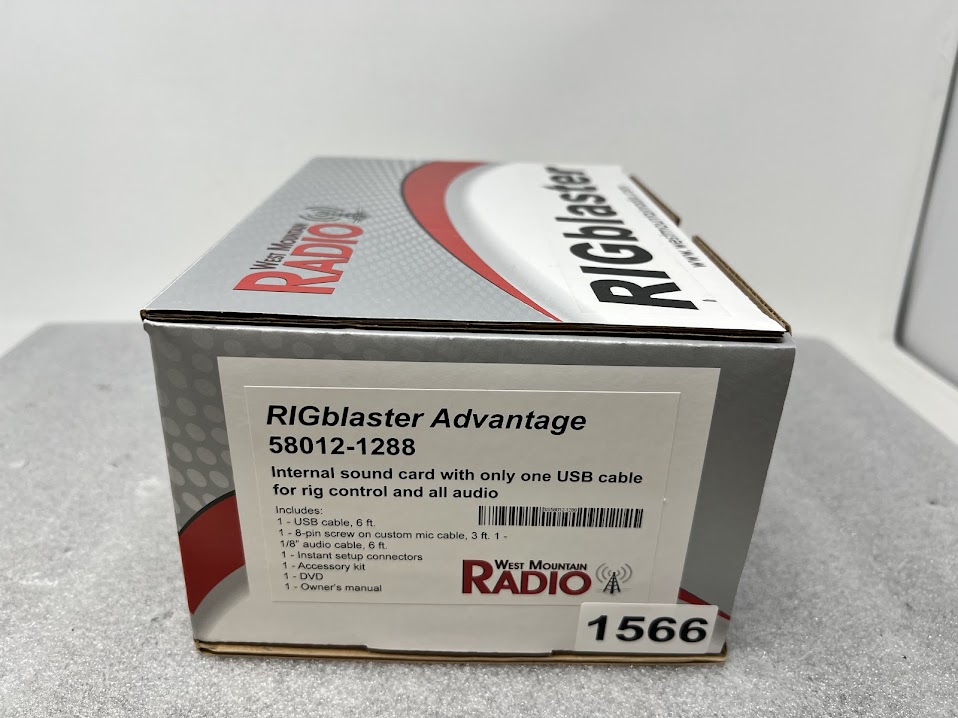 WEST MOUNTAIN
RADIO
RIGblaster
RIGblaster Advantage
58012-1288
Internal sound card with only one USB cable
for rig control and all audio
Includes:
1 - USB cable, 6 ft.
1 - 8-pin screw on custom mic cable, 3 ft. 1 -
1/8" audio cable, 6 ft.
1 - Instant setup connectors
1 - Accessory kit
1 - DVD
1 - Owner's manual
WEST MOUNTAIN
RADIO
1566